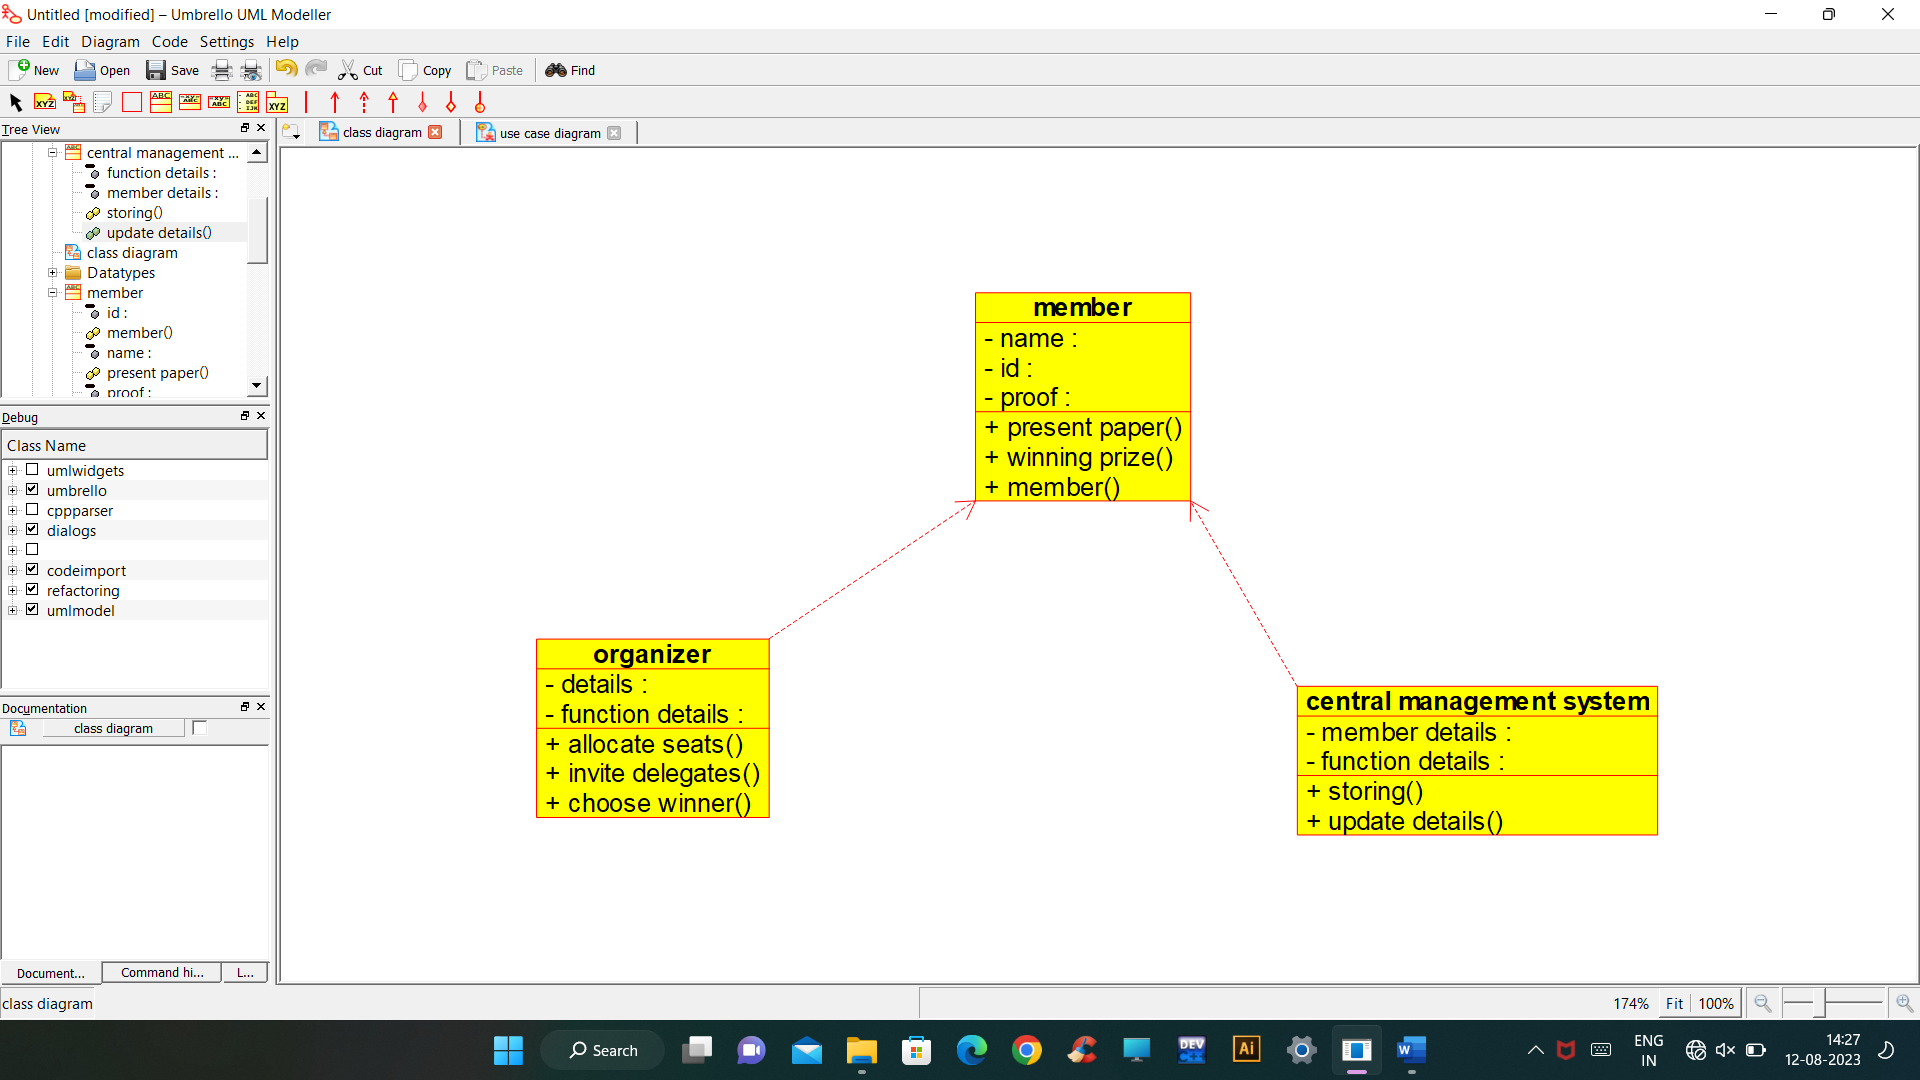 Untitled [modified] – Umbrello UML Modeller
File Edit Diagram Code Settings Help
New Open Save Cut Copy Paste Find
Tree View
class diagram
use case diagram
central management ...
function details :
member details :
storing()
update details()
class diagram
Datatypes
member
id :
member()
name :
present paper()
proof :
Debug
Class Name
umlwidgets
umbrello
cppparser
dialogs
codeimport
refactoring
umlmodel
Documentation
class diagram
Document...
Command hi...
L...
member
- name :
- id :
- proof :
+ present paper()
+ winning prize()
+ member()
organizer
- details :
- function details :
+ allocate seats()
+ invite delegates()
+ choose winner()
central management system
- member details :
- function details :
+ storing()
+ update details()
class diagram
174% Fit 100%
Search
DEV C++
Ai
W
ENG
IN
14:27
12-08-2023